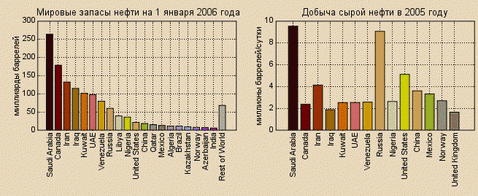 Мировые запасы нефти на 1 января 2006 года
миллиарды баррелей
300
250
200
150
100
50
0
Saudi Arabia
Canada
Iran
Iraq
Kuwait
UAE
Venezuela
Russia
Libya
Nigeria
United States
China
Qatar
Mexico
Algeria
Brazil
Kazakhstan
Norway
Azerbaijan
Rest of World
Добыча сырой нефти в 2005 году
миллионы баррелей/сутки
10
8
6
4
2
0
Saudi Arabia
Canada
Iran
Iraq
Kuwait
UAE
Venezuela
Russia
Nigeria
United States
China
Mexico
Norway
United Kingdom